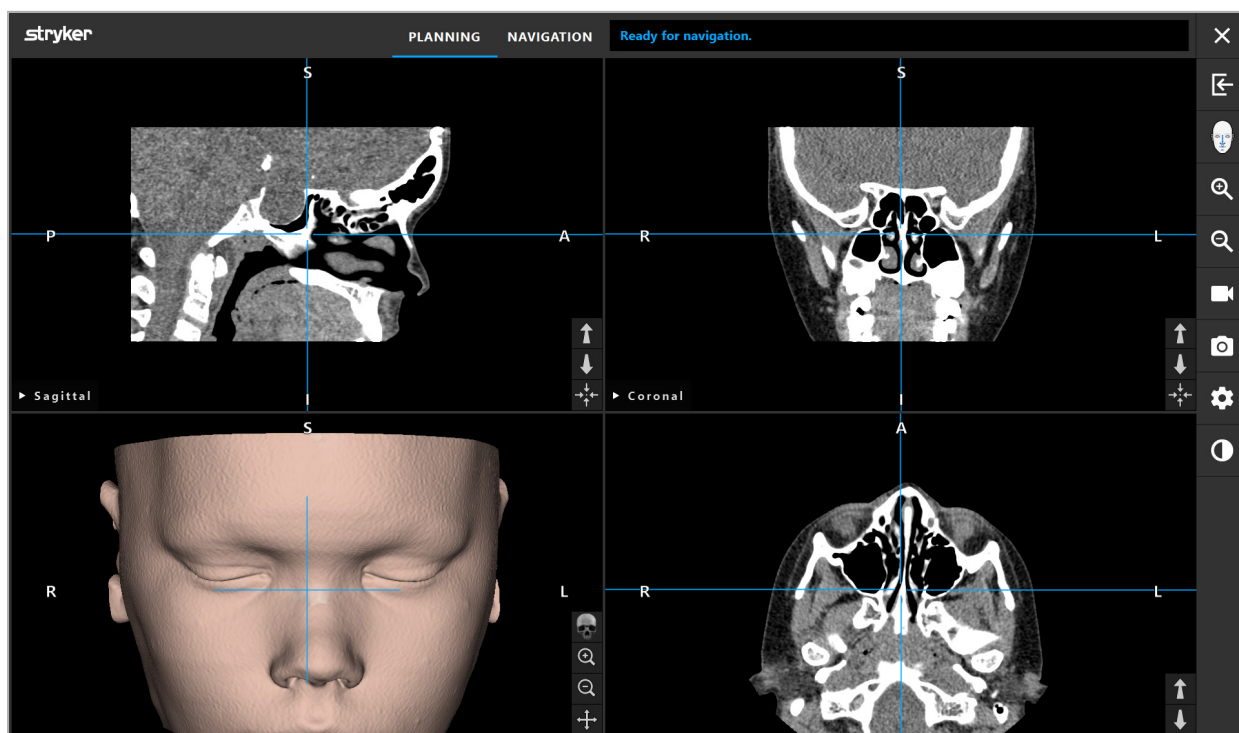 stryker
PLANNING NAVIGATION Ready for navigation.
S
P A
I
Sagittal
S
R L
I
Coronal
S
R L
A
R L